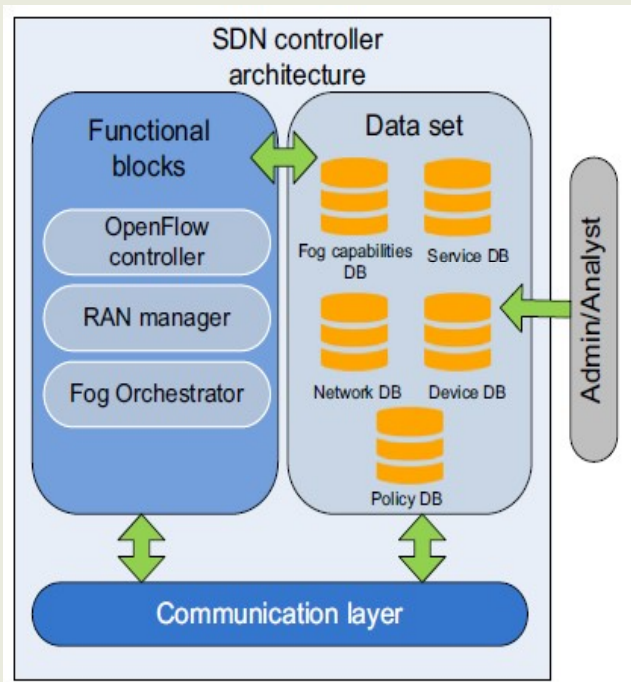 SDN controller
architecture
Functional
blocks
OpenFlow
controller
RAN manager
Fog Orchestrator
Data set
Fog capabilities
DB
Service DB
Network DB
Device DB
Policy DB
Communication layer
Admin/Analyst